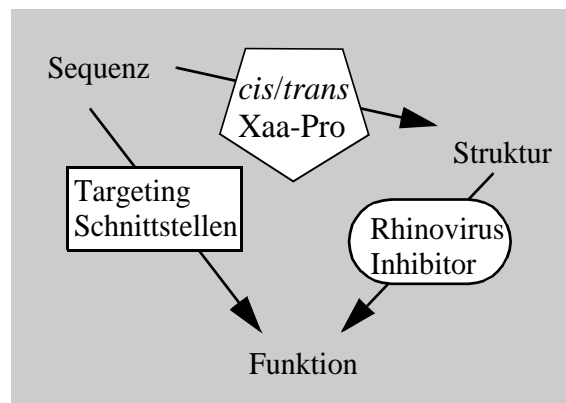 Sequenz
cis/trans
Xaa-Pro
Struktur
Targeting
Schnittstellen
Rhinovirus
Inhibitor
Funktion